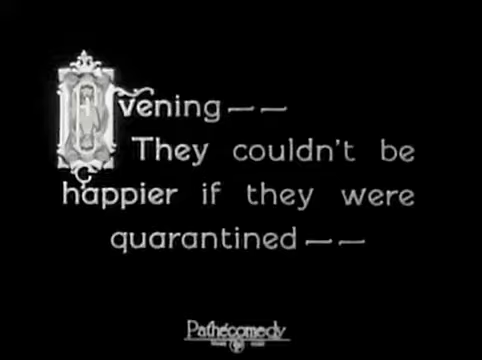 Evening——
They couldn't be
happier if they were
quarantined——
Pathécomedy